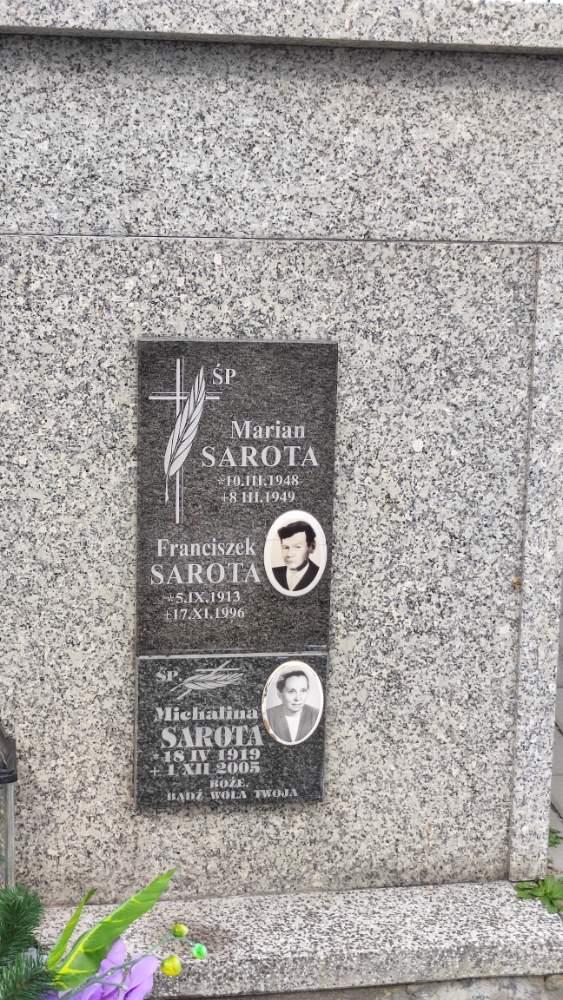 ŚP
Marian
SAROTA
*10.III.1948
+8 III.1949
Franciszek
SAROTA
*5.IX.1913
+17.XI.1996
ŚP.
Michalina
SAROTA
*18 IV 1919
+1 XII 2005
BOŻE,
BĄDŹ WOLA TWOJA